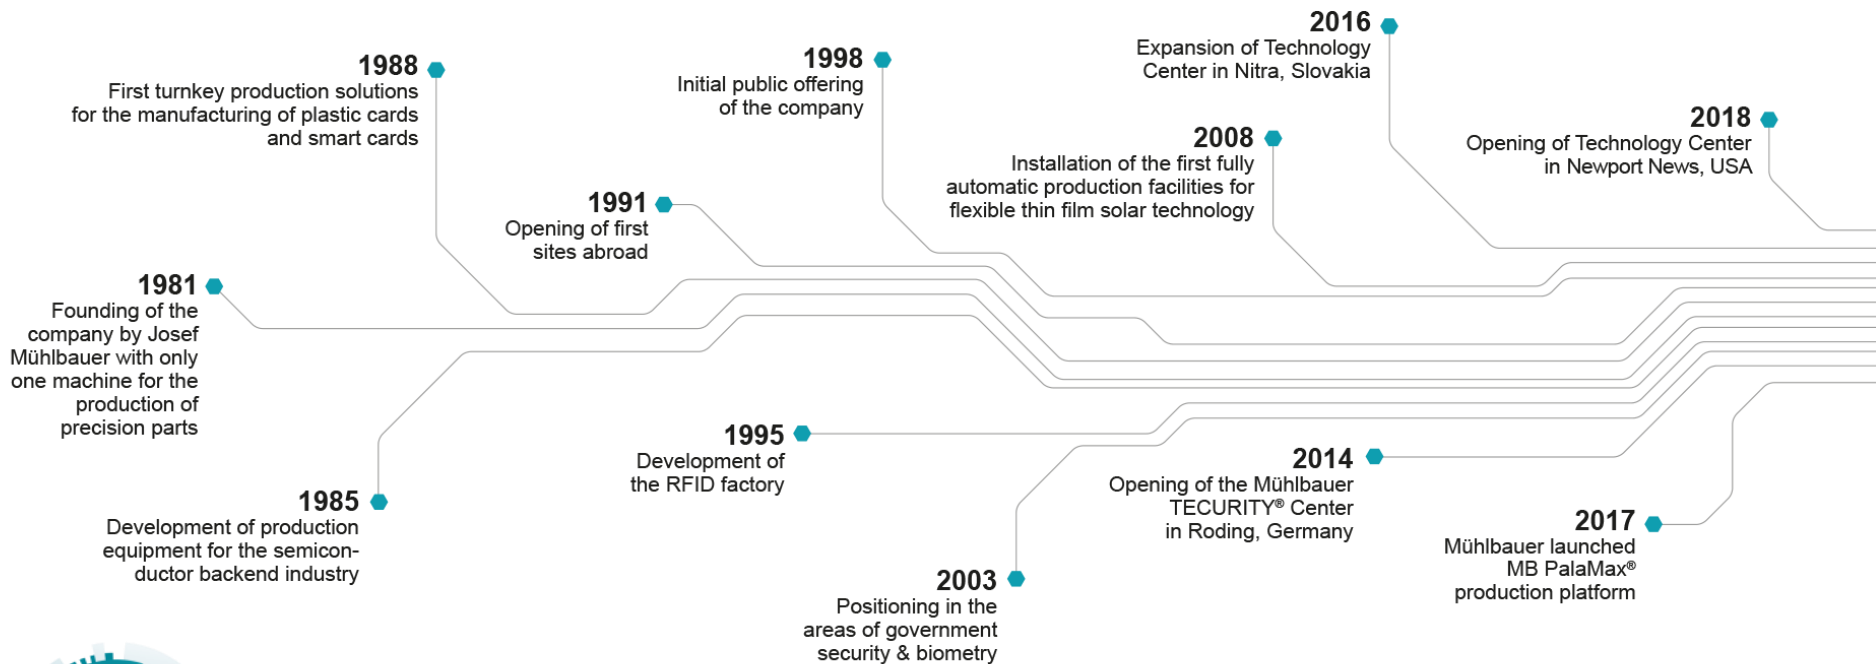 1981
Founding of the
company by Josef
Mühlbauer with only
one machine for the
production of
precision parts
1985
Development of production
equipment for the semicon-
ductor backend industry
1988
First turnkey production solutions
for the manufacturing of plastic cards
and smart cards
1991
Opening of first
sites abroad
1995
Development of
the RFID factory
1998
Initial public offering
of the company
2003
Positioning in the
areas of government
security & biometry
2008
Installation of the first fully
automatic production facilities for
flexible thin film solar technology
2014
Opening of the Mühlbauer
TECURITY® Center
in Roding, Germany
2016
Expansion of Technology
Center in Nitra, Slovakia
2017
Mühlbauer launched
MB PalaMax®
production platform
2018
Opening of Technology Center
in Newport News, USA